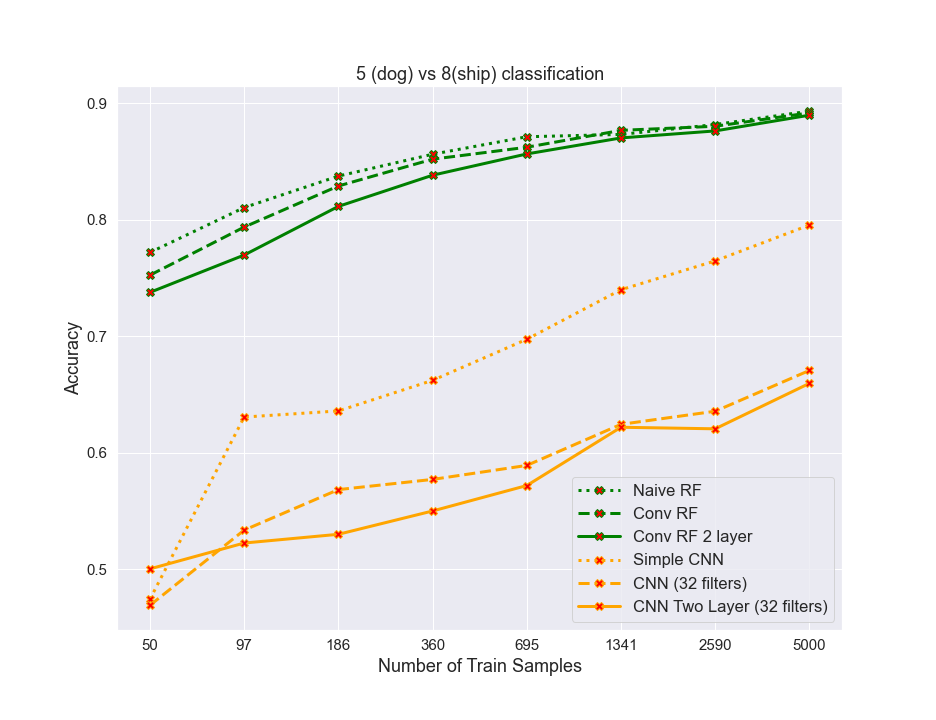 5 (dog) vs 8(ship) classification
0.9
0.8
0.7
0.6
0.5
Accuracy
Naive RF
Conv RF
Conv RF 2 layer
Simple CNN
CNN (32 filters)
CNN Two Layer (32 filters)
50 97 186 360 695 1341 2590 5000
Number of Train Samples